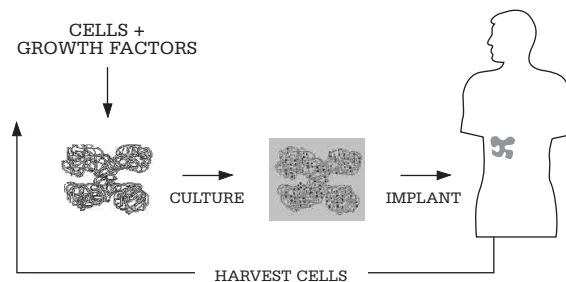 CELLS +
GROWTH FACTORS
CULTURE
IMPLANT
HARVEST CELLS